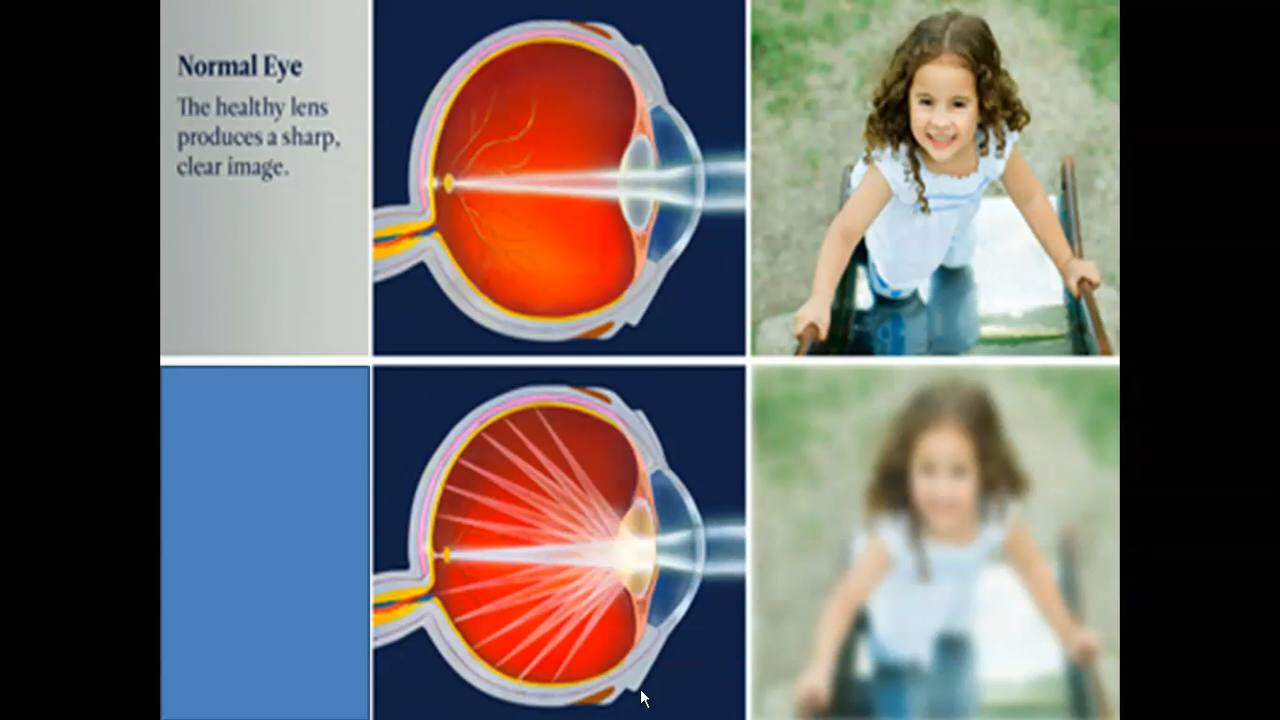 Normal Eye
The healthy lens
produces a sharp,
clear image.